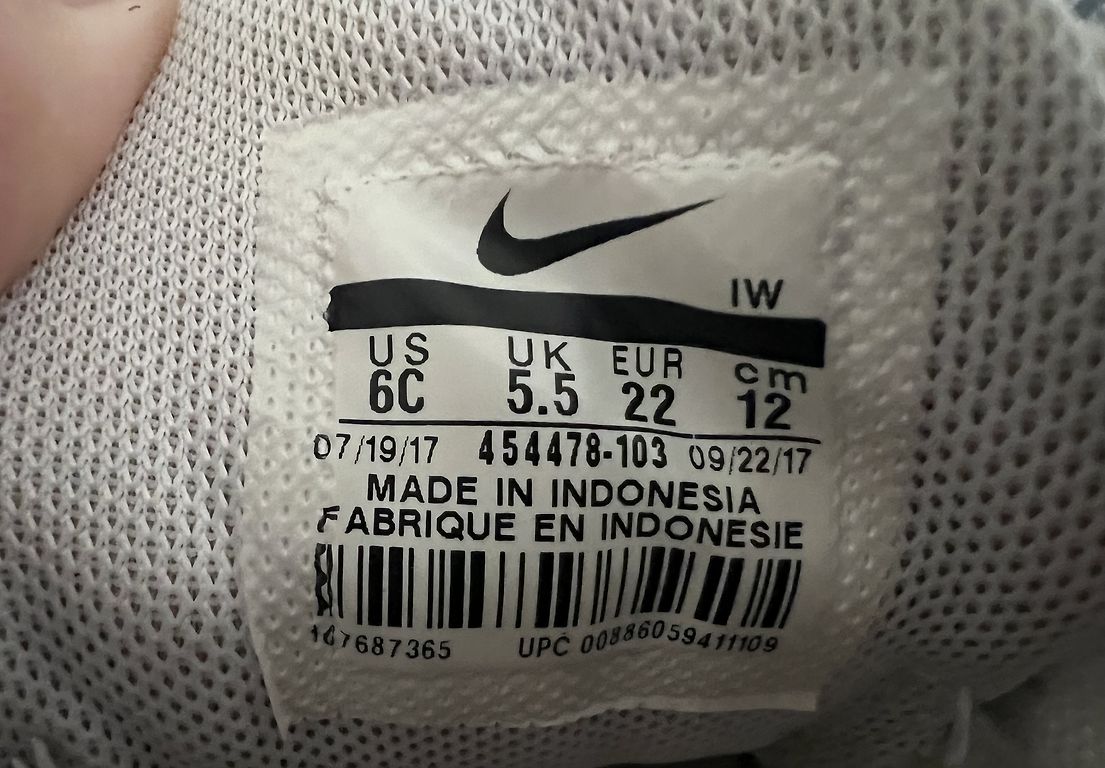 IW
US UK EUR cm
6C 5.5 22 12
07/19/17 454478-103 09/22/17
MADE IN INDONESIA
FABRIQUE EN INDONESIE
UPC 00886059411109